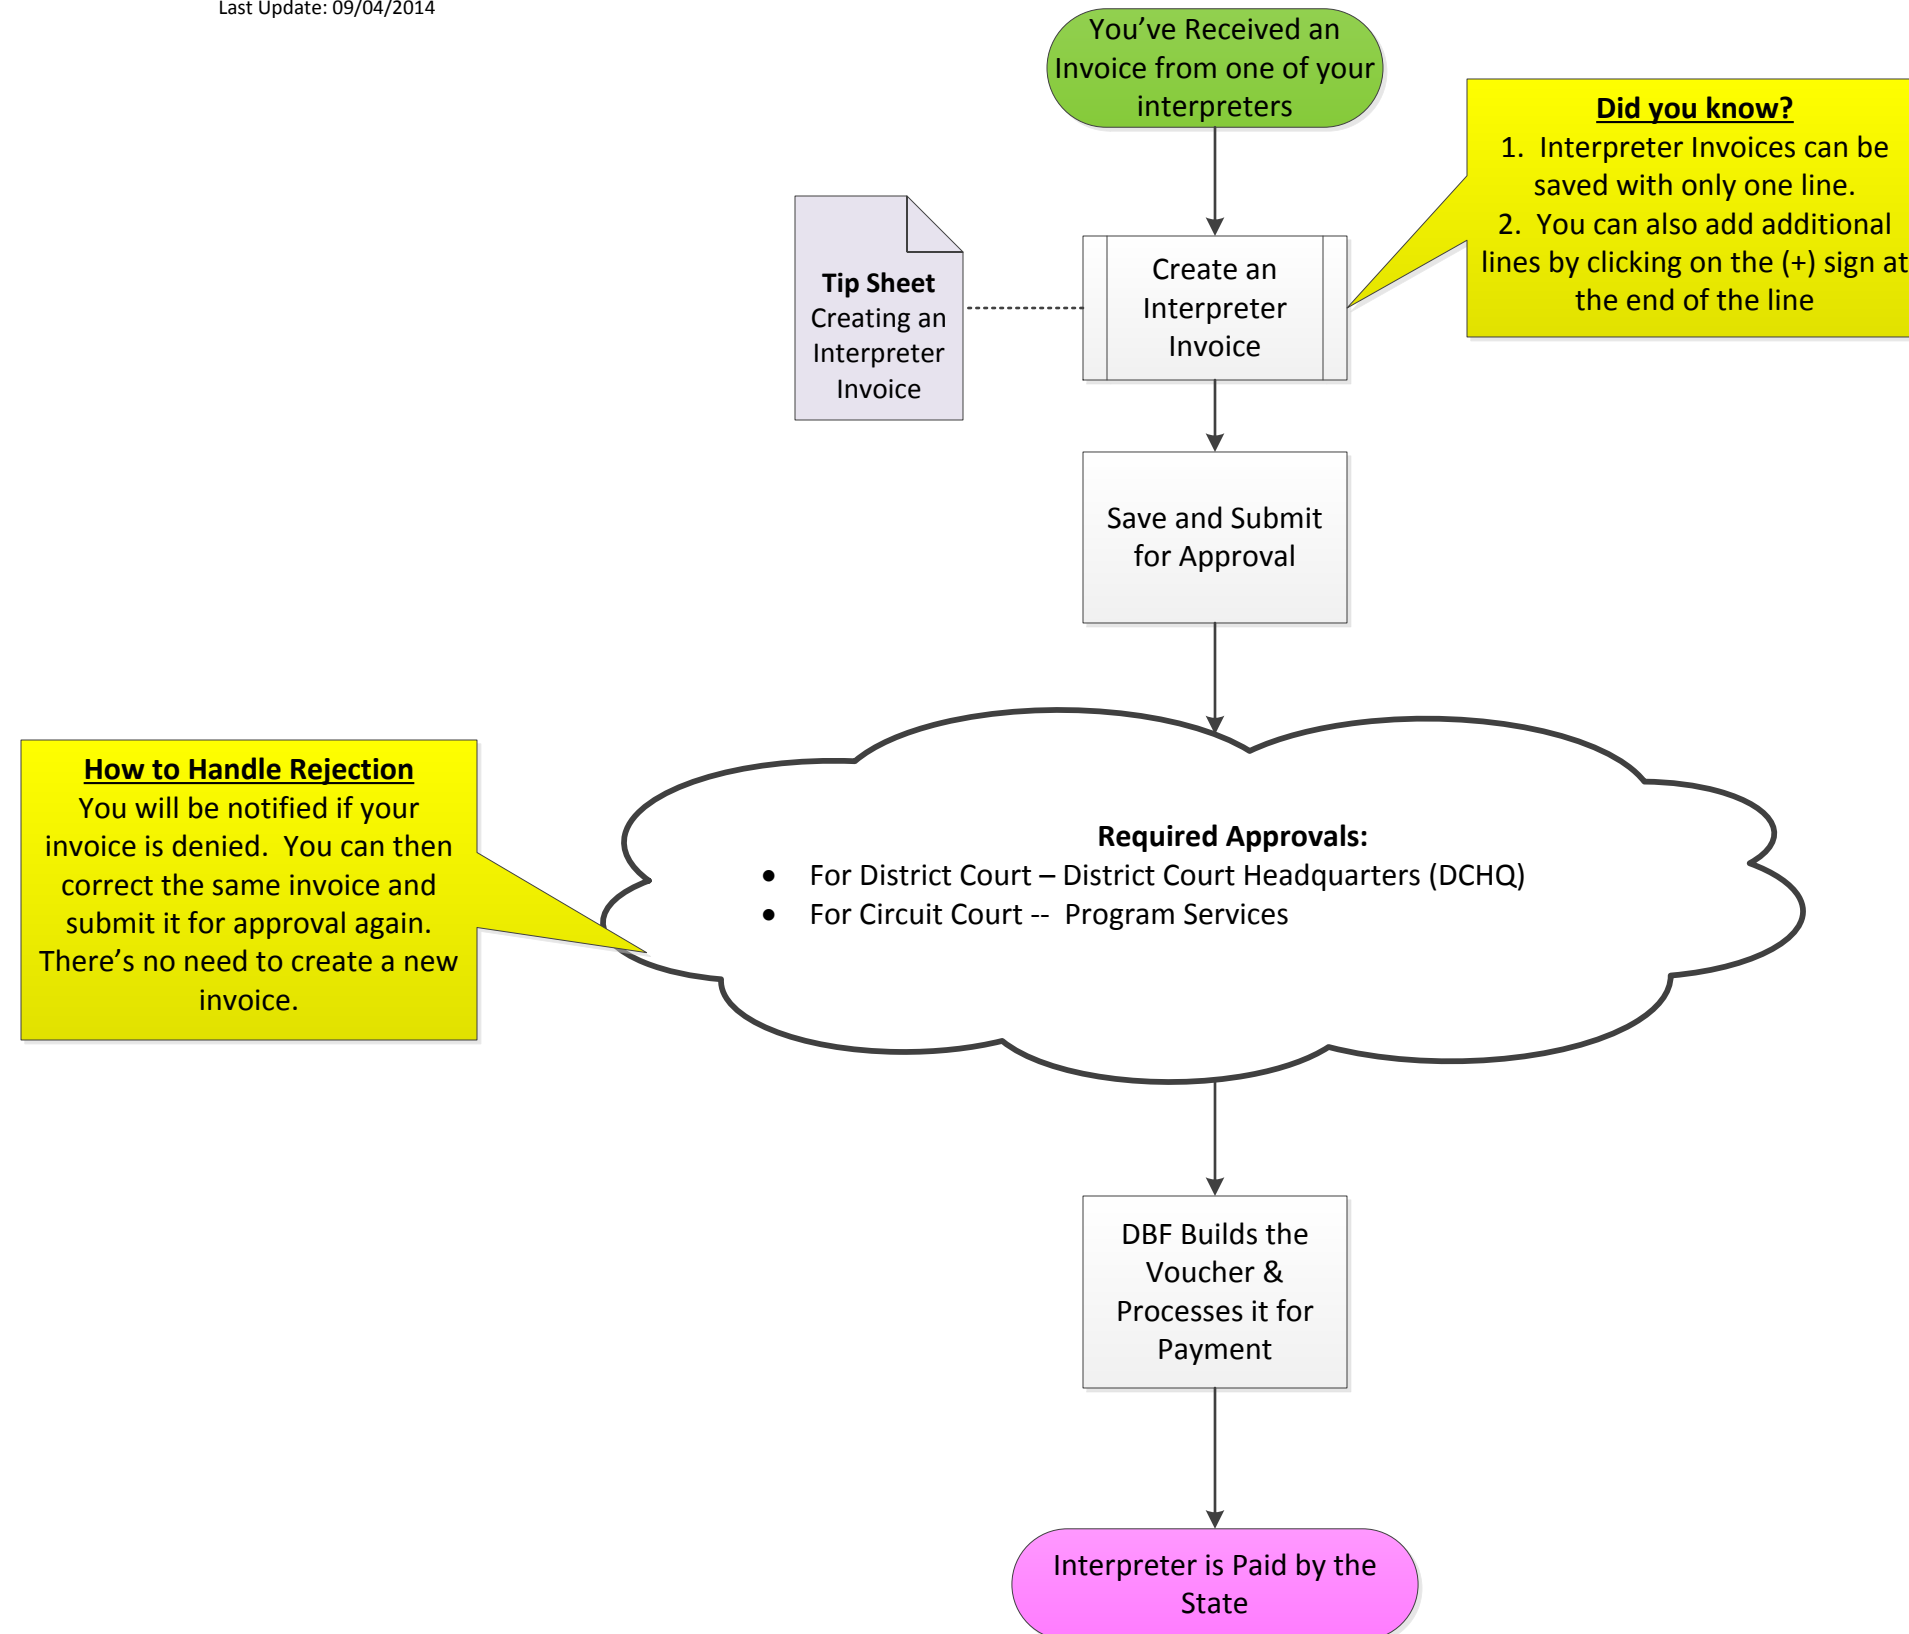 Last Update: 09/04/2014
You’ve Received an
Invoice from one of your
interpreters
Did you know?
1. Interpreter Invoices can be
saved with only one line.
2. You can also add additional
lines by clicking on the (+) sign at
the end of the line
Tip Sheet
Creating an
Interpreter
Invoice
Create an
Interpreter
Invoice
Save and Submit
for Approval
How to Handle Rejection
You will be notified if your
invoice is denied. You can then
correct the same invoice and
submit it for approval again.
There’s no need to create a new
invoice.
Required Approvals:
• For District Court – District Court Headquarters (DCHQ)
• For Circuit Court -- Program Services
DBF Builds the
Voucher &
Processes it for
Payment
Interpreter is Paid by the
State